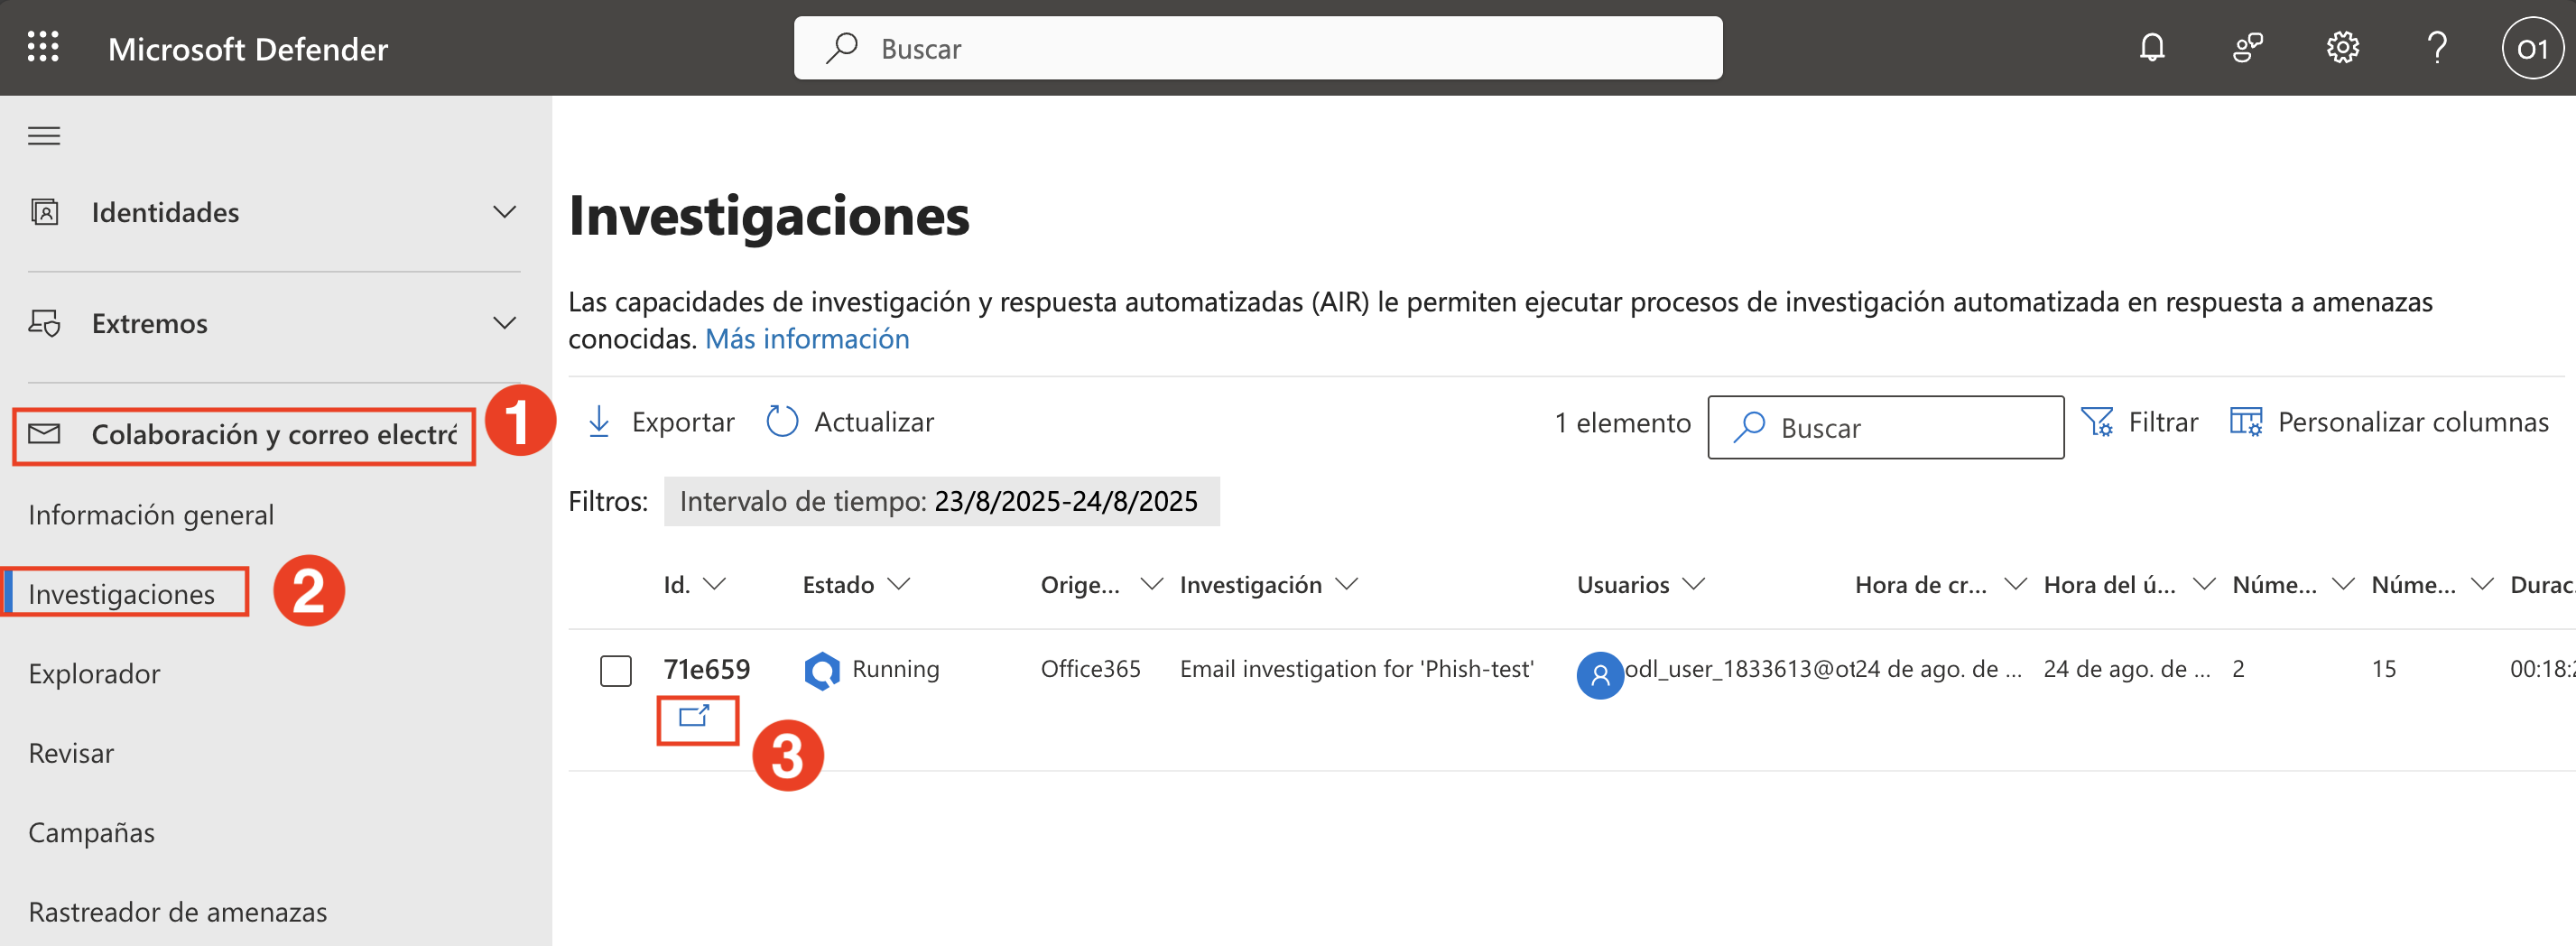 Microsoft Defender
Buscar
O1
Identidades
Extremos
Colaboración y correo electró
1
Información general
Investigaciones
2
Explorador
Revisar
Campañas
Rastreador de amenazas
Investigaciones
Las capacidades de investigación y respuesta automatizadas (AIR) le permiten ejecutar procesos de investigación automatizada en respuesta a amenazas
conocidas. Más información
Exportar Actualizar 1 elemento Buscar Filtrar Personalizar columnas
Filtros: Intervalo de tiempo: 23/8/2025-24/8/2025
Id. Estado Orige... Investigación Usuarios Hora de cr... Hora del ú... Núme... Núme... Durac.
71e659 Running Office365 Email investigation for 'Phish-test' odl_user_1833613@ot 24 de ago. de ... 24 de ago. de ... 2 15 00:18:2
3